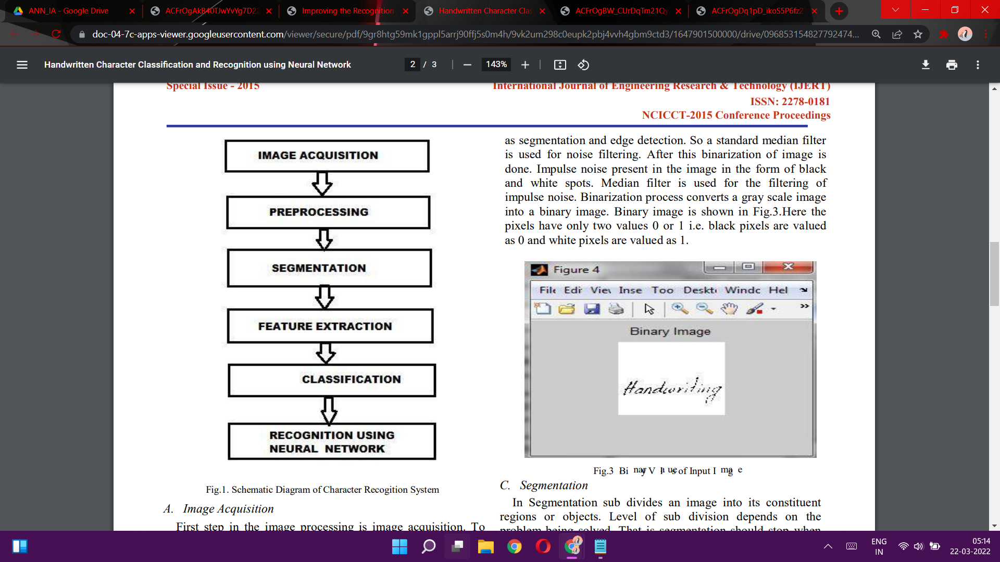 ANN_IA - Google Drive
ACFrOgAkB40TJwYvYg7D22
Improving the Recognition
Handwritten Character Clas
ACFrOgBW_CUrDqTm21Qy
ACFrOgDq1pD_ikoS5P6fz2
doc-04-7c-apps-viewer.googleusercontent.com/viewer/secure/pdf/9gr8htg59mk1gppl5arrj90ffj5s0m4h/9vk2um298c0eupk2pbj4vvh4gbm9ctd3/1647901500000/drive/096853154827792474...
Handwritten Character Classification and Recognition using Neural Network
2 / 3
143%
Special Issue - 2015
International Journal of Engineering Research & Technology (IJERT)
ISSN: 2278-0181
NCICCT-2015 Conference Proceedings
IMAGE ACQUISITION
PREPROCESSING
SEGMENTATION
FEATURE EXTRACTION
CLASSIFICATION
RECOGNITION USING
NEURAL NETWORK
Fig.1. Schematic Diagram of Character Recogition System
A. Image Acquisition
First step in the image processing is image acquisition. To
as segmentation and edge detection. So a standard median filter
is used for noise filtering. After this binarization of image is
done. Impulse noise present in the image in the form of black
and white spots. Median filter is used for the filtering of
impulse noise. Binarization process converts a gray scale image
into a binary image. Binary image is shown in Fig.3.Here the
pixels have only two values 0 or 1 i.e. black pixels are valued
as 0 and white pixels are valued as 1.
Figure 4
File Edit View Inse Too Deskt Windo Hel
Binary Image
Handwriting
Fig.3 Binary Values of Input Image
C. Segmentation
In Segmentation sub divides an image into its constituent
regions or objects. Level of sub division depends on the
problem being solved. That is segmentation should stop when
ENG
IN
05:14
22-03-2022